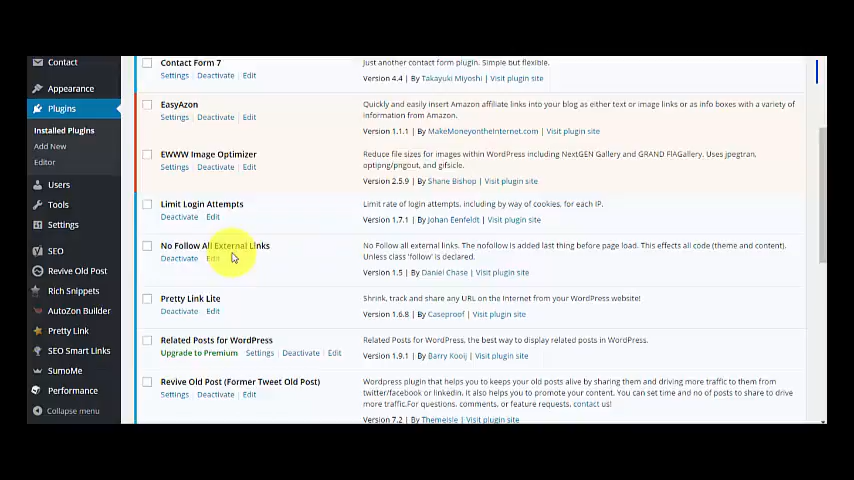 Contact
Appearance
Plugins
Installed Plugins
Add New
Editor
Users
Tools
Settings
SEO
Revive Old Post
Rich Snippets
AutoZon Builder
Pretty Link
SEO Smart Links
SumoMe
Performance
Collapse menu
Contact Form 7
Settings | Deactivate | Edit
Just another contact form plugin. Simple but flexible.
Version 4.4 | By Takayuki Miyoshi | Visit plugin site
EasyAzon
Settings | Deactivate | Edit
Quickly and easily insert Amazon affiliate links into your blog as either text or image links or as info boxes with a variety of
information from Amazon.
Version 1.1.1 | By MakeMoneyontheInternet.com | Visit plugin site
EWWW Image Optimizer
Settings | Deactivate | Edit
Reduce file sizes for images within WordPress including NextGEN Gallery and GRAND FlAGallery. Uses jpegtran,
optipng/pngout, and gifsicle.
Version 2.5.9 | By Shane Bishop | Visit plugin site
Limit Login Attempts
Deactivate | Edit
Limit rate of login attempts, including by way of cookies, for each IP.
Version 1.7.1 | By Johan Eenfeldt | Visit plugin site
No Follow All External Links
Deactivate | Edit
No Follow all external links. The nofollow is added last thing before page load. This effects all code (theme and content).
Unless class 'follow' is declared.
Version 1.5 | By Daniel Chase | Visit plugin site
Pretty Link Lite
Deactivate | Edit
Shrink, track and share any URL on the Internet from your WordPress website!
Version 1.6.8 | By Caseproof | Visit plugin site
Related Posts for WordPress
Upgrade to Premium | Settings | Deactivate | Edit
Related Posts for WordPress, the best way to display related posts in WordPress.
Version 1.9.1 | By Barry Kooij | Visit plugin site
Revive Old Post (Former Tweet Old Post)
Settings | Deactivate | Edit
Wordpress plugin that helps you to keeps your old posts alive by sharing them and driving more traffic to them from
twitter/facebook or linkedin. It also helps you to promote your content. You can set time and no of posts to share to drive
more traffic.For questions, comments, or feature requests, contact us!
Version 7.2 | By ThemeIsle | Visit plugin site